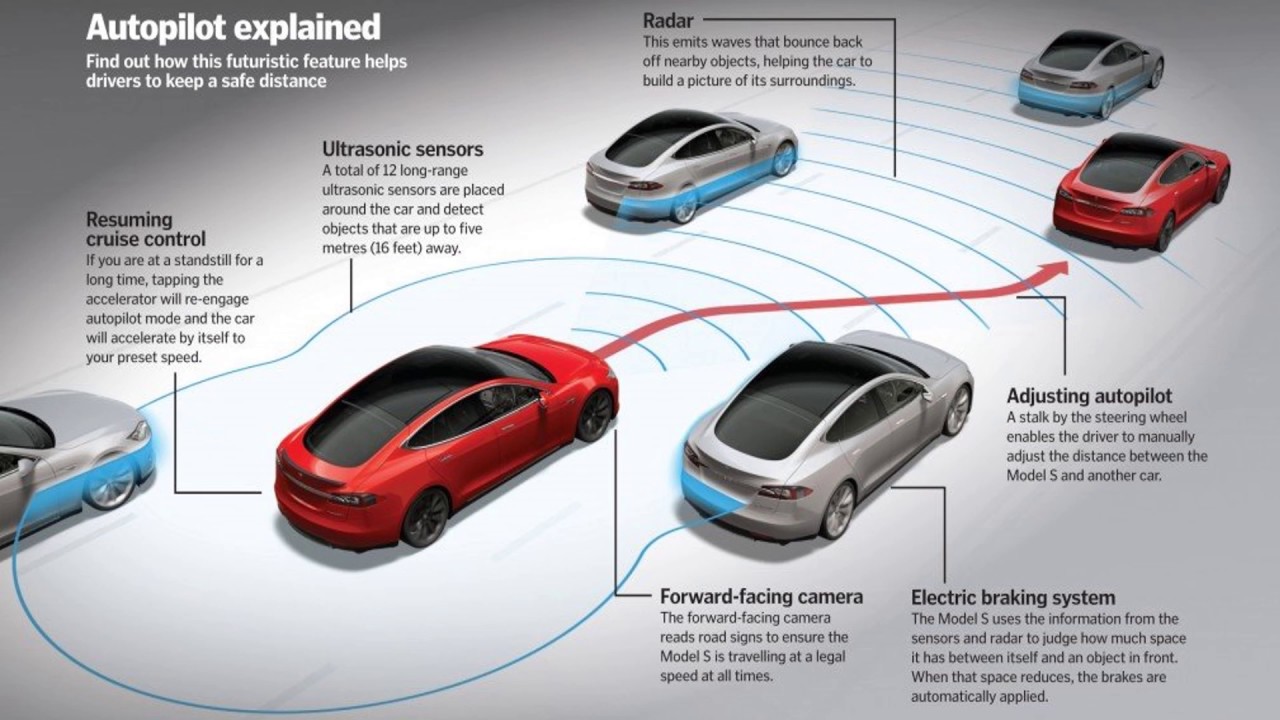 Autopilot explained
Find out how this futuristic feature helps
drivers to keep a safe distance
Radar
This emits waves that bounce back
off nearby objects, helping the car to
build a picture of its surroundings.
Ultrasonic sensors
A total of 12 long-range
ultrasonic sensors are placed
around the car and detect
objects that are up to five
metres (16 feet) away.
Resuming
cruise control
If you are at a standstill for a
long time, tapping the
accelerator will re-engage
autopilot mode and the car
will accelerate by itself to
your preset speed.
Adjusting autopilot
A stalk by the steering wheel
enables the driver to manually
adjust the distance between the
Model S and another car.
Forward-facing camera
The forward-facing camera
reads road signs to ensure the
Model S is travelling at a legal
speed at all times.
Electric braking system
The Model S uses the information from the
sensors and radar to judge how much space
it has between itself and an object in front.
When that space reduces, the brakes are
automatically applied.